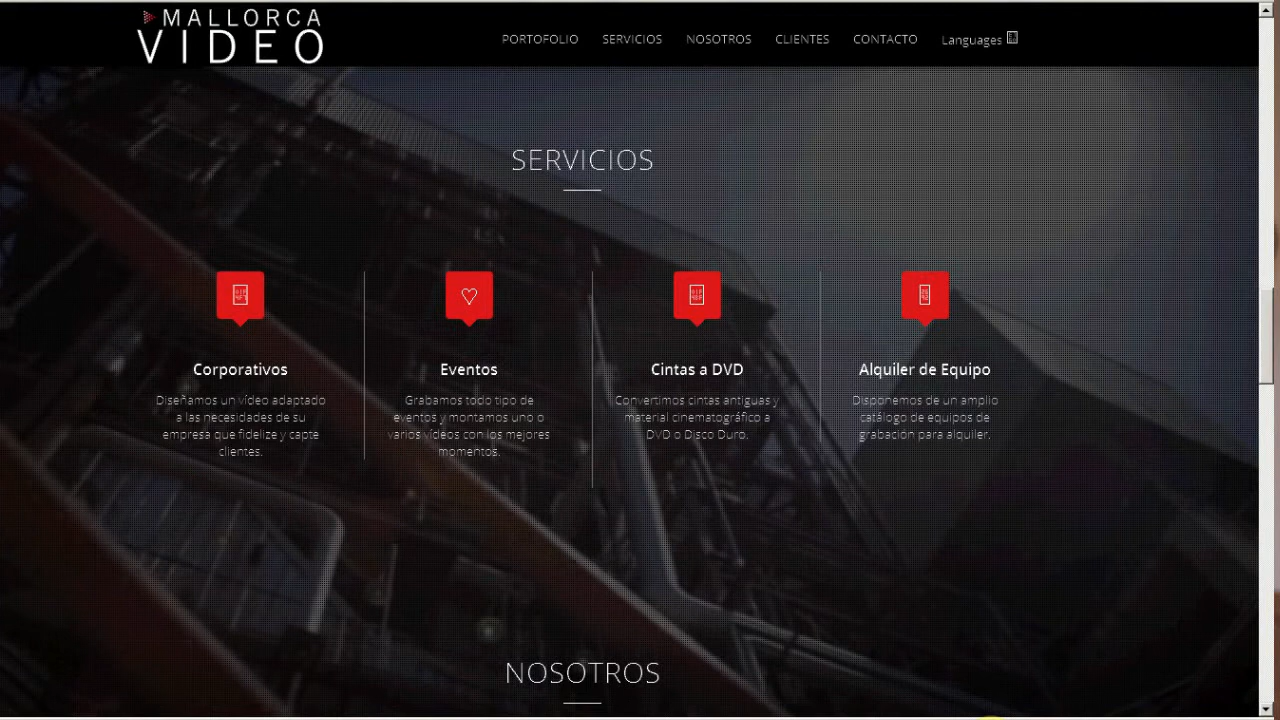 MALLORCA
VIDEO
PORTOFOLIO SERVICIOS NOSOTROS CLIENTES CONTACTO Languages
SERVICIOS
Corporativos
Diseñamos un vídeo adaptado
a las necesidades de su
empresa que fidelize y capte
clientes.
Eventos
Grabamos todo tipo de
eventos y montamos uno o
varios vídeos con los mejores
momentos.
Cintas a DVD
Convertimos cintas antiguas y
material cinematográfico a
DVD o Disco Duro.
Alquiler de Equipo
Disponemos de un amplio
catálogo de equipos de
grabación para alquiler.
NOSOTROS